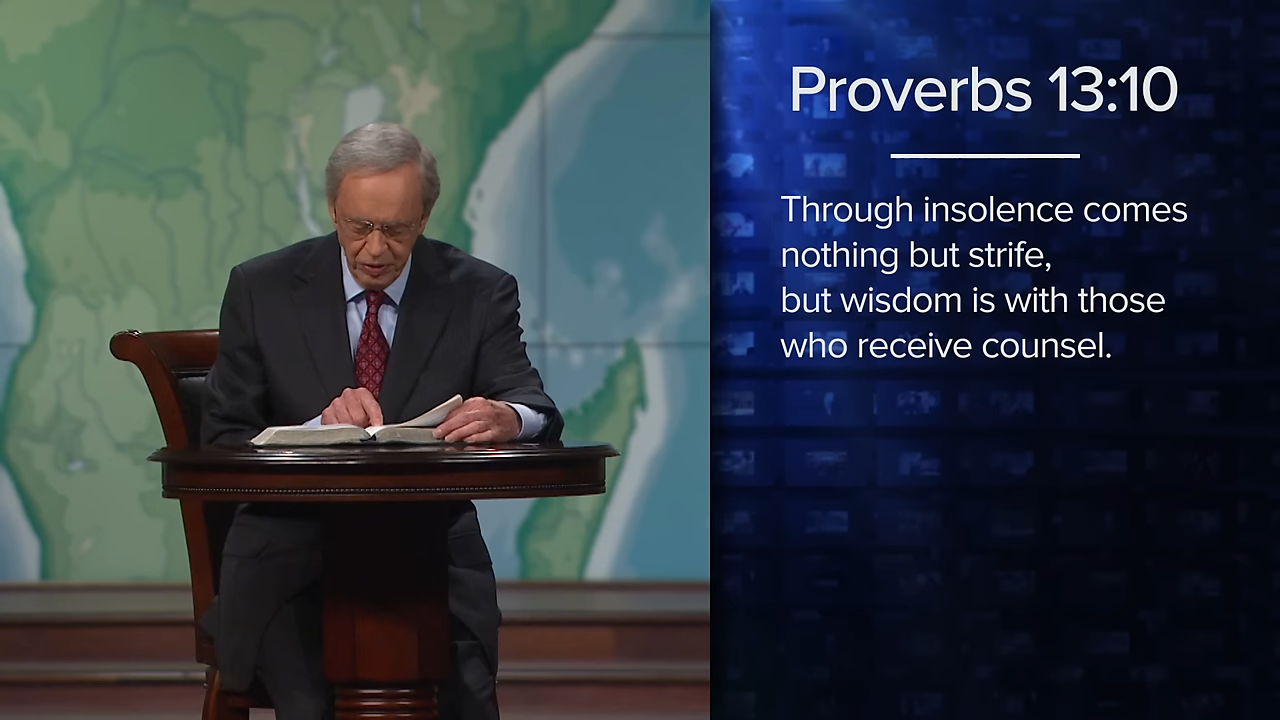 Proverbs 13:10
Through insolence comes
nothing but strife,
but wisdom is with those
who receive counsel.